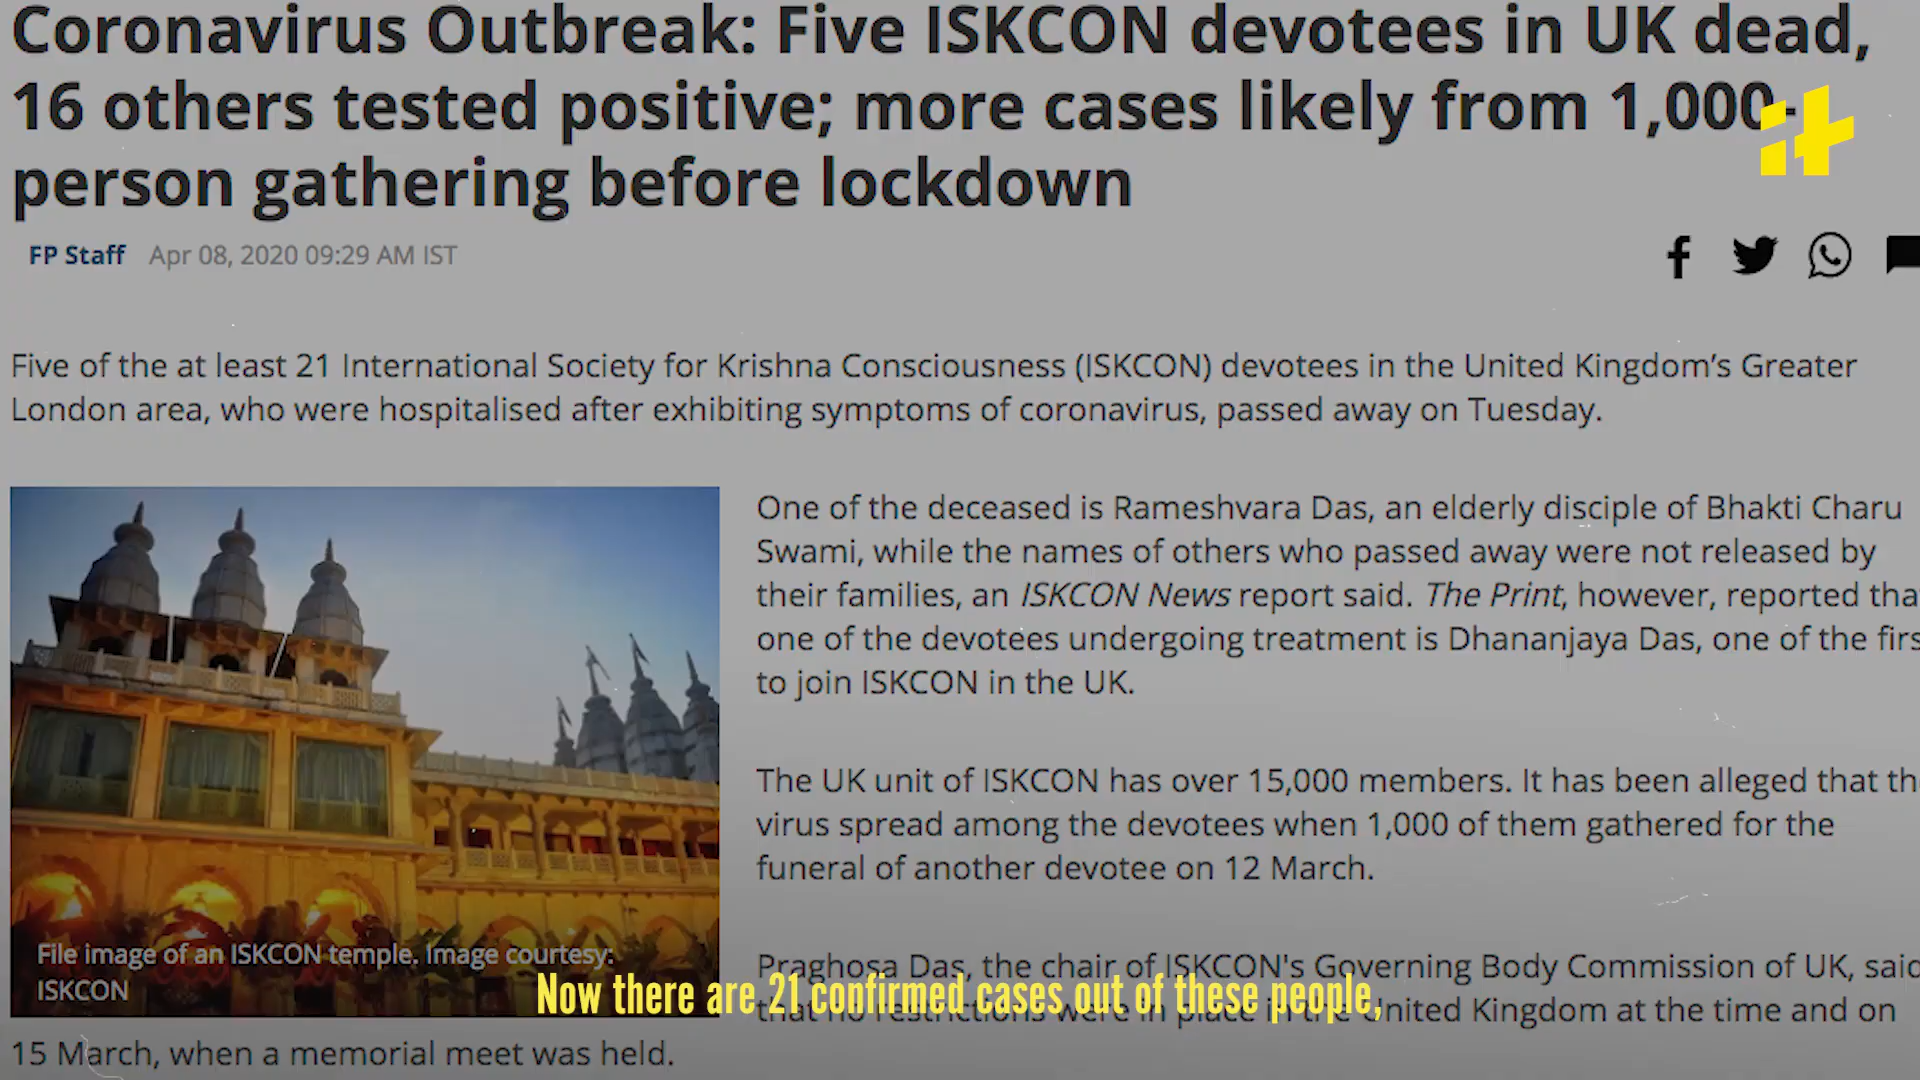 Coronavirus Outbreak: Five ISKCON devotees in UK dead,
16 others tested positive; more cases likely from 1,000-
person gathering before lockdown
FP Staff Apr 08, 2020 09:29 AM IST
Five of the at least 21 International Society for Krishna Consciousness (ISKCON) devotees in the United Kingdom's Greater
London area, who were hospitalised after exhibiting symptoms of coronavirus, passed away on Tuesday.
One of the deceased is Rameshvara Das, an elderly disciple of Bhakti Charu
Swami, while the names of others who passed away were not released by
their families, an ISKCON News report said. The Print, however, reported tha
one of the devotees undergoing treatment is Dhananjaya Das, one of the firs
to join ISKCON in the UK.
The UK unit of ISKCON has over 15,000 members. It has been alleged that th
virus spread among the devotees when 1,000 of them gathered for the
funeral of another devotee on 12 March.
File image of an ISKCON temple. Image courtesy:
ISKCON
Praghosa Das, the chair of ISKCON's Governing Body Commission of UK, said
that no restrictions were in place in the United Kingdom at the time and on
15 March, when a memorial meet was held.
Now there are 21 confirmed cases out of these people,
it